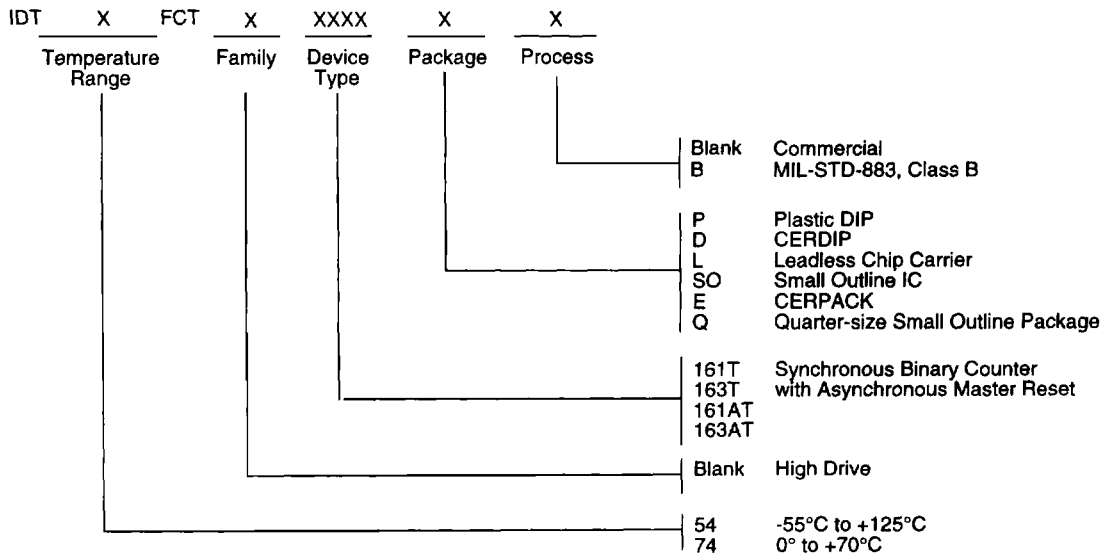 IDT X FCT X XXXX X X
Temperature Range Family Device Type Package Process
Blank Commercial
B MIL-STD-883, Class B
P Plastic DIP
D CERDIP
L Leadless Chip Carrier
SO Small Outline IC
E CERPACK
Q Quarter-size Small Outline Package
161T Synchronous Binary Counter
163T with Asynchronous Master Reset
161AT
163AT
Blank High Drive
54 -55°C to +125°C
74 0° to +70°C